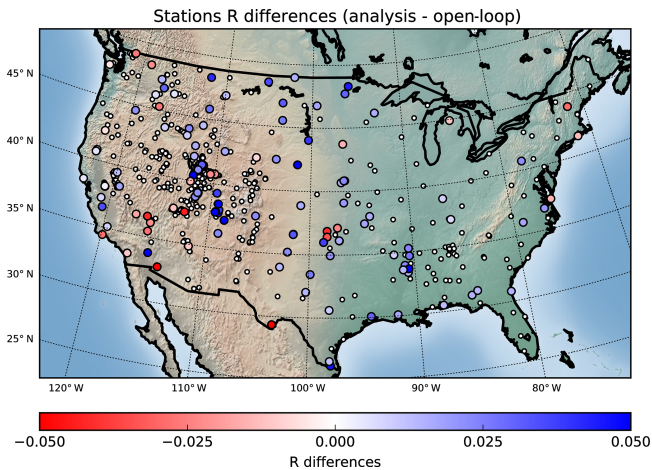 Stations R differences (analysis - open-loop)
45° N
40° N
35° N
30° N
25° N
120° W
110° W
100° W
90° W
80° W
−0.050
−0.025
0.000
0.025
0.050
R differences